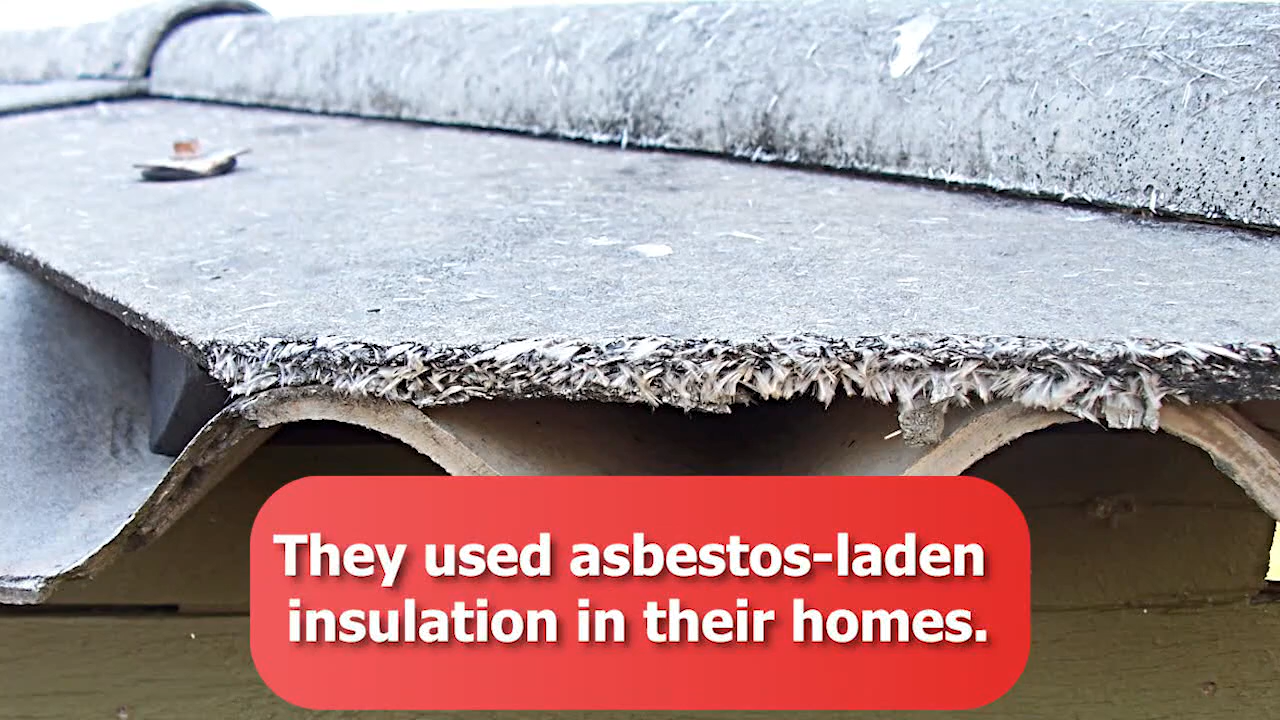 They used asbestos-laden
insulation in their homes.